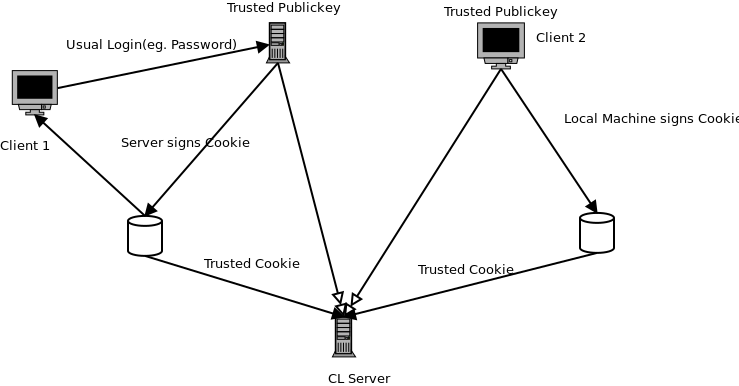 Trusted Publickey
Trusted Publickey
Client 2
Usual Login(eg. Password)
Local Machine signs Cookie
Server signs Cookie
Client 1
Trusted Cookie
Trusted Cookie
CL Server